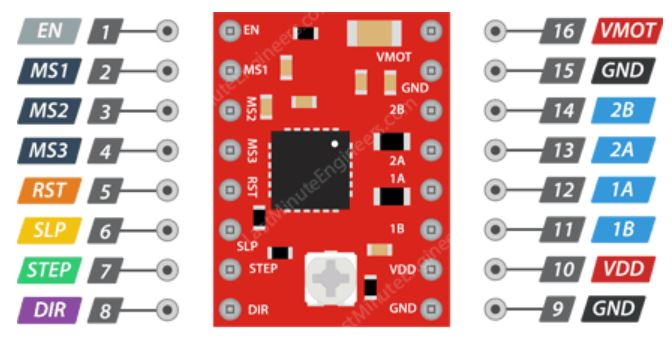 EN 1 EN 16 VMOT
VMOT
MS1 2 MS1 15 GND
GND
MS2 3 MS2 2B 14 2B
MS3 4 MS3 2A 13 2A
RST 5 RST 1A 12 1A
SLP 6 1B 11 1B
SLP
STEP 7 STEP VDD 10 VDD
DIR 8 DIR GND 9 GND
LastMinuteEngineers.com